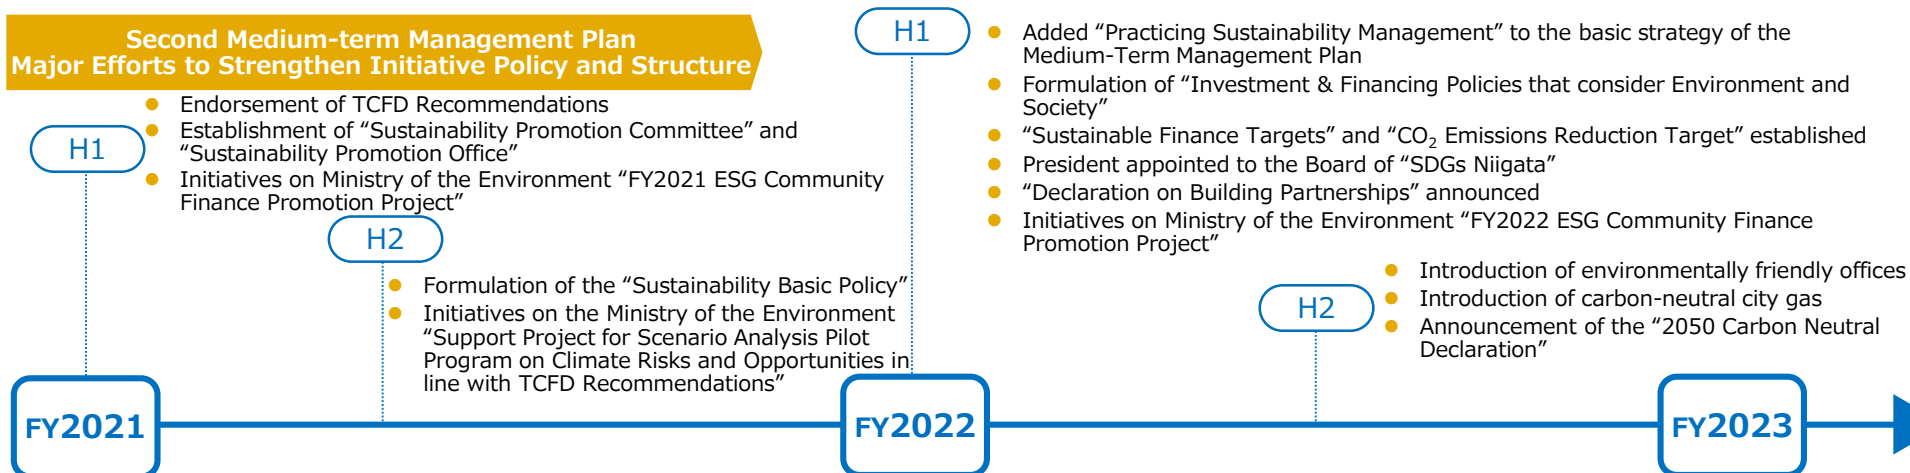 Second Medium-term Management Plan
Major Efforts to Strengthen Initiative Policy and Structure
H1
● Endorsement of TCFD Recommendations
● Establishment of “Sustainability Promotion Committee” and
“Sustainability Promotion Office”
● Initiatives on Ministry of the Environment “FY2021 ESG Community
Finance Promotion Project”
H2
● Formulation of the “Sustainability Basic Policy”
● Initiatives on the Ministry of the Environment
“Support Project for Scenario Analysis Pilot
Program on Climate Risks and Opportunities in
line with TCFD Recommendations”
H1
● Added “Practicing Sustainability Management” to the basic strategy of the
Medium-Term Management Plan
● Formulation of “Investment & Financing Policies that consider Environment and
Society”
● “Sustainable Finance Targets” and “CO₂ Emissions Reduction Target” established
● President appointed to the Board of “SDGs Niigata”
● “Declaration on Building Partnerships” announced
● Initiatives on Ministry of the Environment “FY2022 ESG Community Finance
Promotion Project”
H2
● Introduction of environmentally friendly offices
● Introduction of carbon-neutral city gas
● Announcement of the “2050 Carbon Neutral
Declaration”
FY2021
FY2022
FY2023